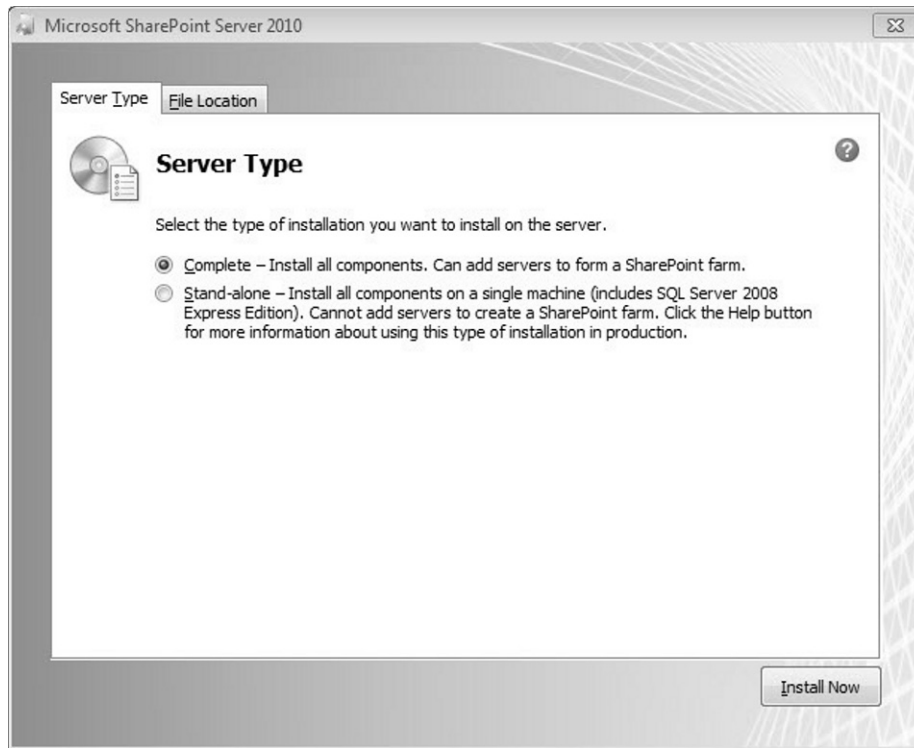 Microsoft SharePoint Server 2010
Server Type
File Location
Server Type
?
Select the type of installation you want to install on the server.
Complete – Install all components. Can add servers to form a SharePoint farm.
Stand-alone – Install all components on a single machine (includes SQL Server 2008
Express Edition). Cannot add servers to create a SharePoint farm. Click the Help button
for more information about using this type of installation in production.
Install Now